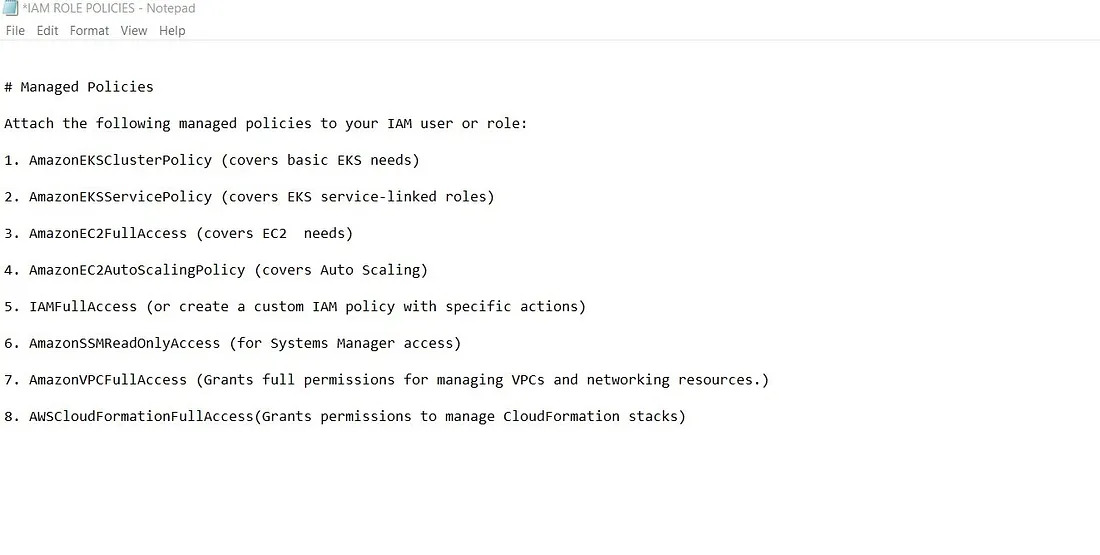 *IAM ROLE POLICIES - Notepad
File Edit Format View Help
# Managed Policies
Attach the following managed policies to your IAM user or role:
1. AmazonEKSClusterPolicy (covers basic EKS needs)
2. AmazonEKSServicePolicy (covers EKS service-linked roles)
3. AmazonEC2FullAccess (covers EC2  needs)
4. AmazonEC2AutoScalingPolicy (covers Auto Scaling)
5. IAMFullAccess (or create a custom IAM policy with specific actions)
6. AmazonSSMReadOnlyAccess (for Systems Manager access)
7. AmazonVPCFullAccess (Grants full permissions for managing VPCs and networking resources.)
8. AWSCloudFormationFullAccess(Grants permissions to manage CloudFormation stacks)